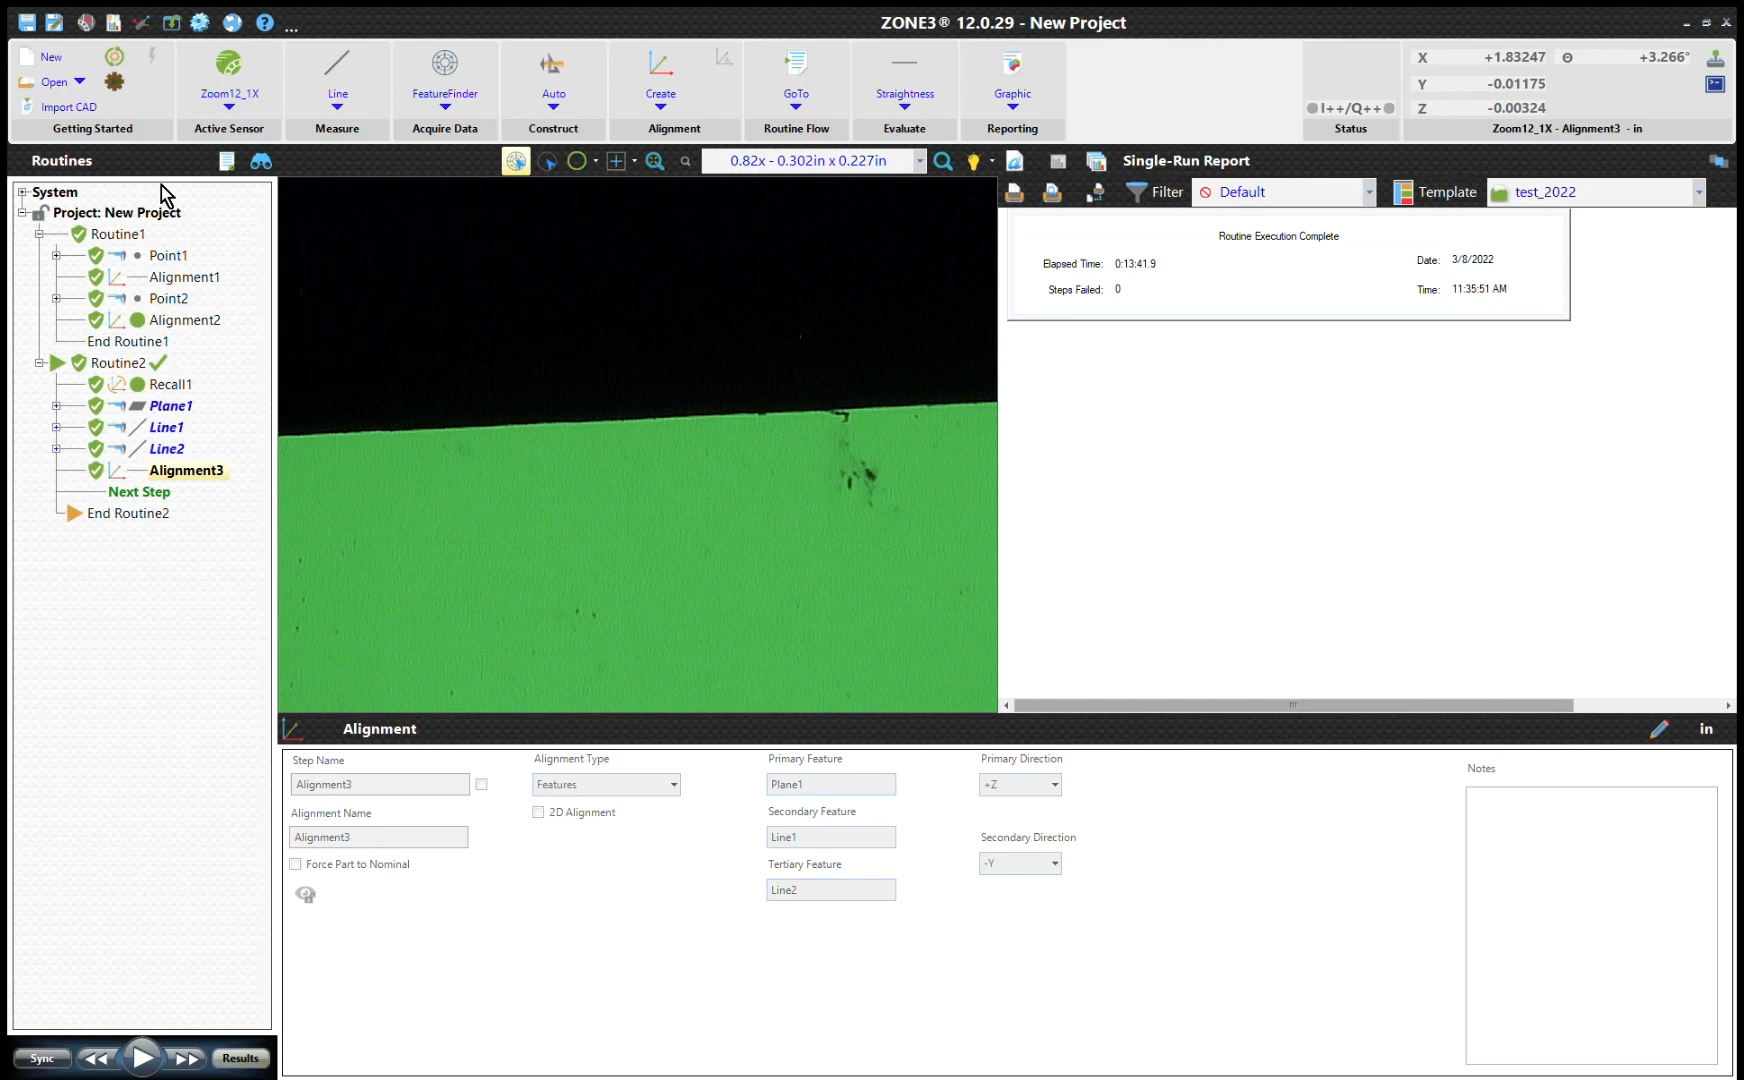 ZONE3® 12.0.29 - New Project
...
New
Open
Import CAD
Getting Started
Zoom12_1X
Active Sensor
Line
Measure
FeatureFinder
Acquire Data
Auto
Construct
Create
Alignment
GoTo
Routine Flow
Straightness
Evaluate
Graphic
Reporting
I++/Q++
Status
X +1.83247 Θ +3.266°
Y -0.01175
Z -0.00324
Zoom12_1X - Alignment3 - in
Routines
0.82x - 0.302in x 0.227in
Single-Run Report
Filter
Default
Template
test_2022
System
Project: New Project
Routine1
Point1
Alignment1
Point2
Alignment2
End Routine1
Routine2
Recall1
Plane1
Line1
Line2
Alignment3
Next Step
End Routine2
Routine Execution Complete
Elapsed Time: 0:13:41.9
Date: 3/8/2022
Steps Failed: 0
Time: 11:35:51 AM
Alignment
in
Step Name
Alignment3
Alignment Name
Alignment3
Force Part to Nominal
Alignment Type
Features
2D Alignment
Primary Feature
Plane1
Secondary Feature
Line1
Tertiary Feature
Line2
Primary Direction
+Z
Secondary Direction
-Y
Notes
Sync
Results